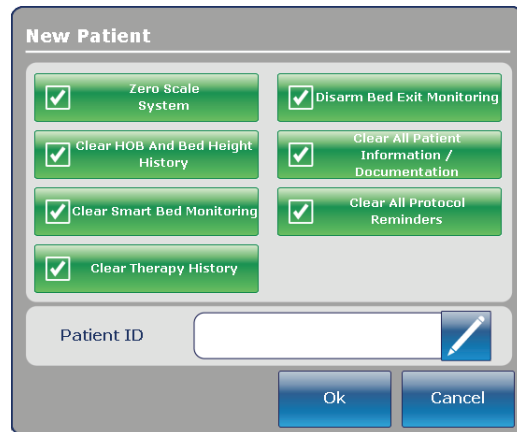 New Patient
Zero Scale
System
Disarm Bed Exit Monitoring
Clear HOB And Bed Height
History
Clear All Patient
Information /
Documentation
Clear Smart Bed Monitoring
Clear All Protocol
Reminders
Clear Therapy History
Patient ID
Ok
Cancel